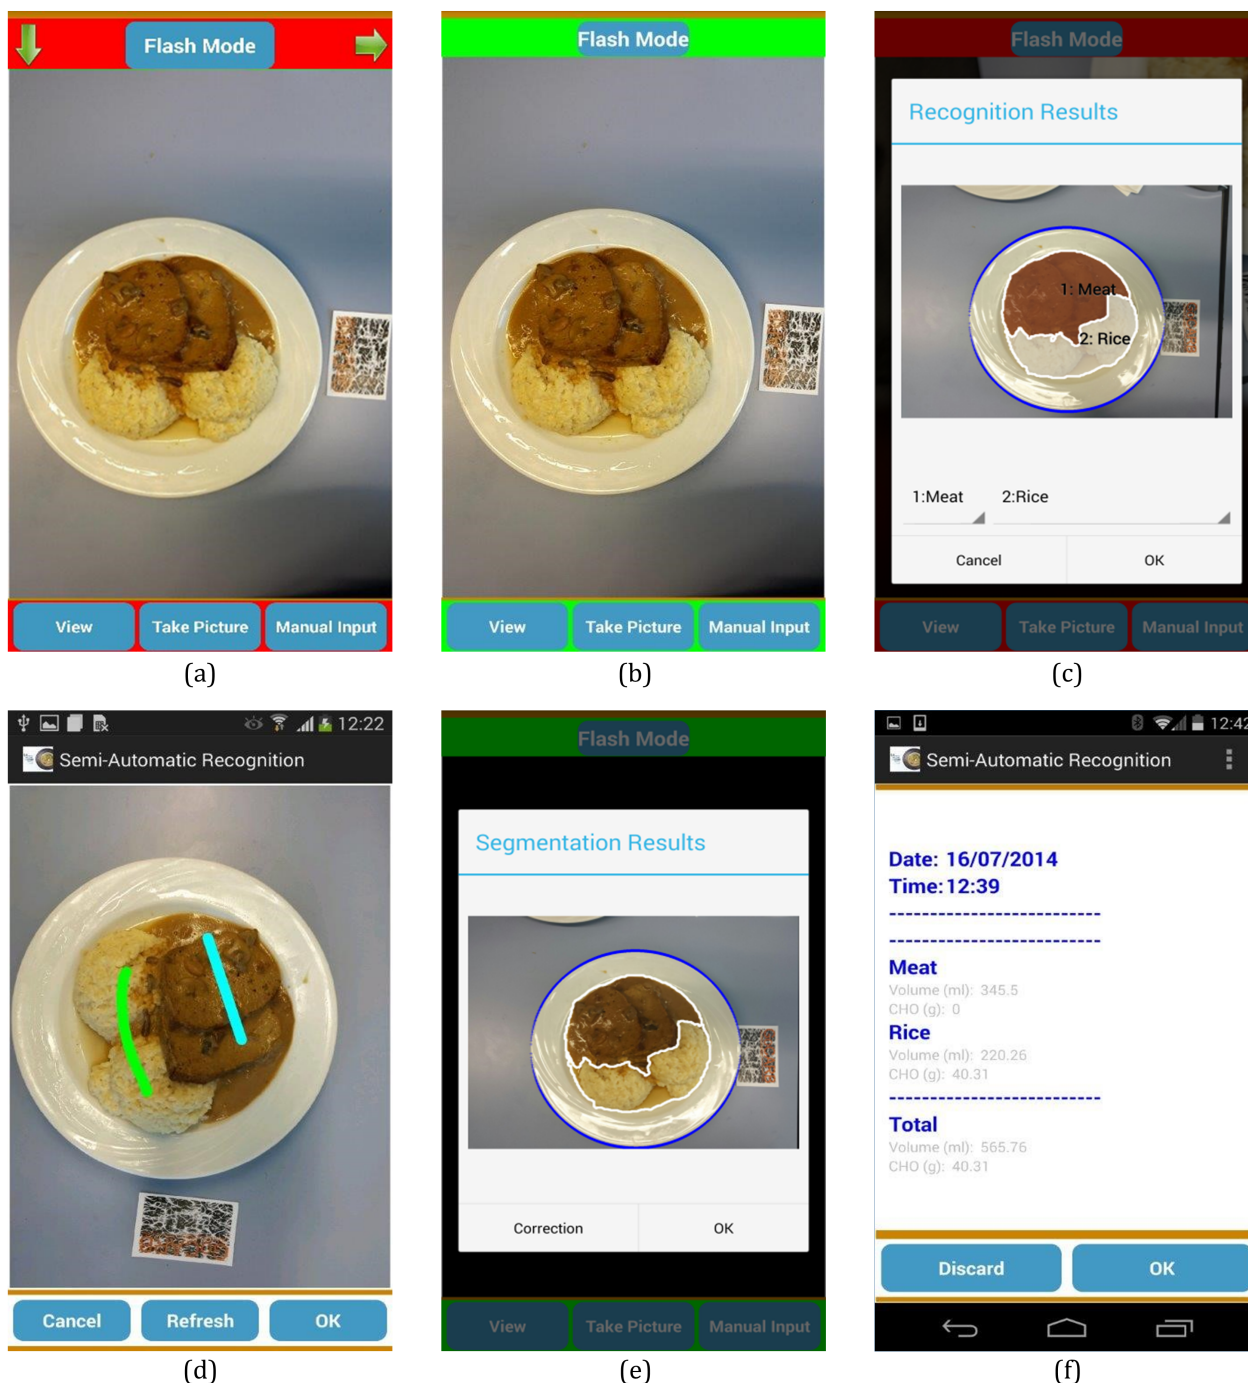 Flash Mode
View
Take Picture
Manual Input
(a)
Flash Mode
View
Take Picture
Manual Input
(b)
Flash Mode
Recognition Results
1: Meat
2: Rice
1:Meat
2:Rice
Cancel
OK
View
Take Picture
Manual Input
(c)
12:22
Semi-Automatic Recognition
Cancel
Refresh
OK
(d)
Flash Mode
Segmentation Results
Correction
OK
View
Take Picture
Manual Input
(e)
12:42
Semi-Automatic Recognition
Date: 16/07/2014
Time:12:39
--------------------------
--------------------------
Meat
Volume (ml): 345.5
CHO (g): 0
Rice
Volume (ml): 220.26
CHO (g): 40.31
--------------------------
Total
Volume (ml): 565.76
CHO (g): 40.31
Discard
OK
(f)